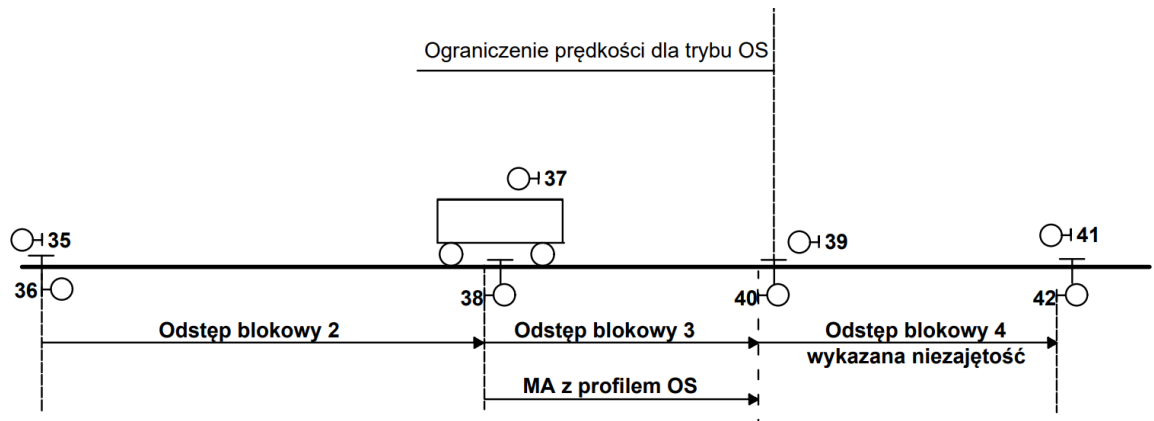 Ograniczenie prędkości dla trybu OS
37
35
39
41
36
38
40
42
Odstęp blokowy 2
Odstęp blokowy 3
Odstęp blokowy 4
wykazana niezajętość
MA z profilem OS